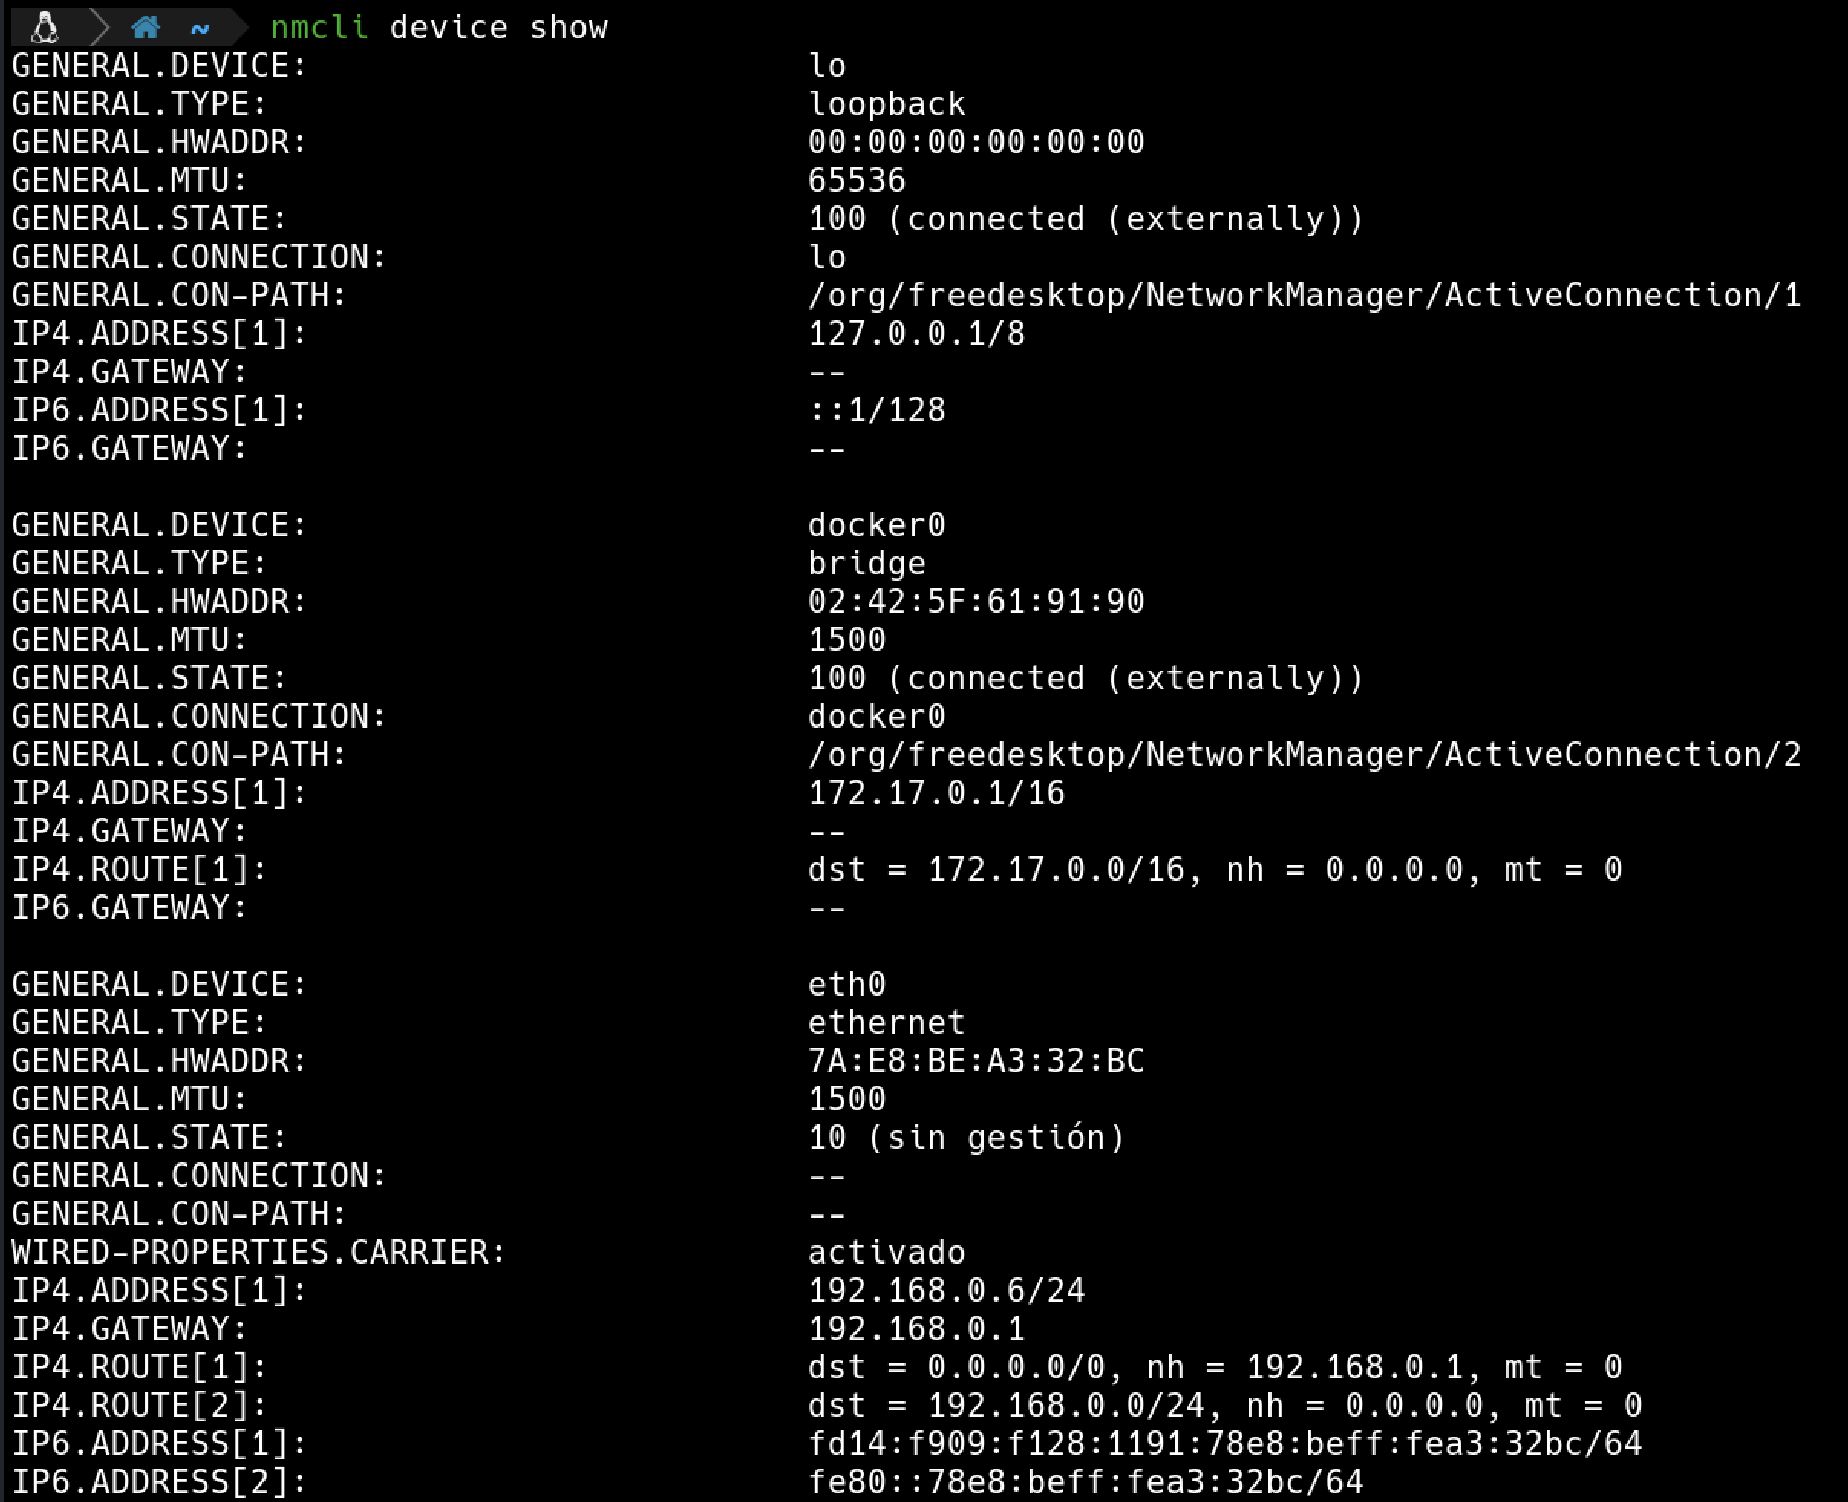 ~ nmcli device show
GENERAL.DEVICE: lo
GENERAL.TYPE: loopback
GENERAL.HWADDR: 00:00:00:00:00:00
GENERAL.MTU: 65536
GENERAL.STATE: 100 (connected (externally))
GENERAL.CONNECTION: lo
GENERAL.CON-PATH: /org/freedesktop/NetworkManager/ActiveConnection/1
IP4.ADDRESS[1]: 127.0.0.1/8
IP4.GATEWAY: --
IP6.ADDRESS[1]: ::1/128
IP6.GATEWAY: --

GENERAL.DEVICE: docker0
GENERAL.TYPE: bridge
GENERAL.HWADDR: 02:42:5F:61:91:90
GENERAL.MTU: 1500
GENERAL.STATE: 100 (connected (externally))
GENERAL.CONNECTION: docker0
GENERAL.CON-PATH: /org/freedesktop/NetworkManager/ActiveConnection/2
IP4.ADDRESS[1]: 172.17.0.1/16
IP4.GATEWAY: --
IP4.ROUTE[1]: dst = 172.17.0.0/16, nh = 0.0.0.0, mt = 0
IP6.GATEWAY: --

GENERAL.DEVICE: eth0
GENERAL.TYPE: ethernet
GENERAL.HWADDR: 7A:E8:BE:A3:32:BC
GENERAL.MTU: 1500
GENERAL.STATE: 10 (sin gestión)
GENERAL.CONNECTION: --
GENERAL.CON-PATH: --
WIRED-PROPERTIES.CARRIER: activado
IP4.ADDRESS[1]: 192.168.0.6/24
IP4.GATEWAY: 192.168.0.1
IP4.ROUTE[1]: dst = 0.0.0.0/0, nh = 192.168.0.1, mt = 0
IP4.ROUTE[2]: dst = 192.168.0.0/24, nh = 0.0.0.0, mt = 0
IP6.ADDRESS[1]: fd14:f909:f128:1191:78e8:beff:fea3:32bc/64
IP6.ADDRESS[2]: fe80::78e8:beff:fea3:32bc/64